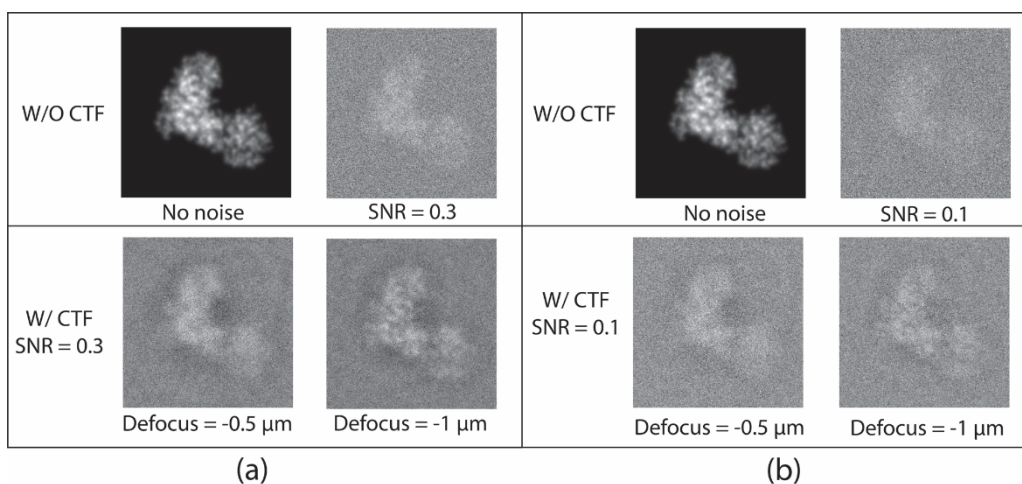 W/O CTF
No noise
SNR = 0.3
W/ CTF
SNR = 0.3
Defocus = -0.5 µm
Defocus = -1 µm
(a)
W/O CTF
No noise
SNR = 0.1
W/ CTF
SNR = 0.1
Defocus = -0.5 µm
Defocus = -1 µm
(b)